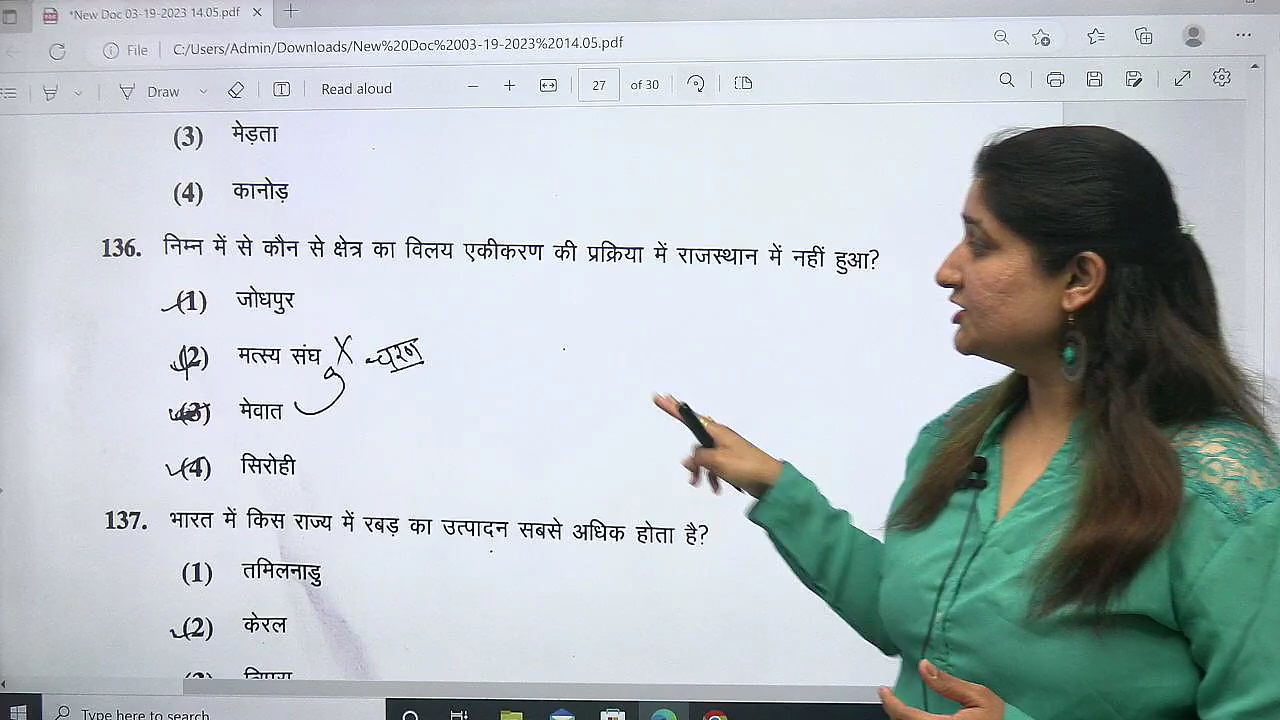 *New Doc 03-19-2023 14.05.pdf
File C:/Users/Admin/Downloads/New%20Doc%2003-19-2023%2014.05.pdf
Draw Read aloud 27 of 30
(3) मेड़ता
(4) कानोड़
136. निम्न में से कौन से क्षेत्र का विलय एकीकरण की प्रक्रिया में राजस्थान में नहीं हुआ?
(1) जोधपुर
(2) मत्स्य संघ X चरण
(3) मेवात
(4) सिरोही
137. भारत में किस राज्य में रबड़ का उत्पादन सबसे अधिक होता है?
(1) तमिलनाडु
(2) केरल
(3) त्रिपुरा
Type here to search